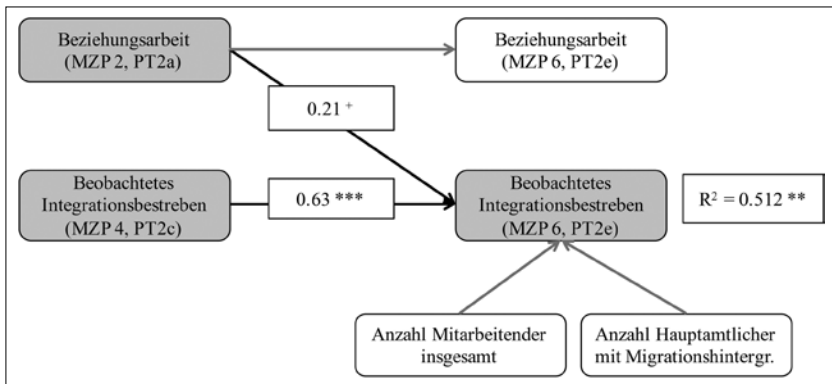 Beziehungsarbeit
(MZP 2, PT2a)
Beziehungsarbeit
(MZP 6, PT2e)
0.21 +
Beobachtetes
Integrationsbestreben
(MZP 4, PT2c)
0.63 ***
Beobachtetes
Integrationsbestreben
(MZP 6, PT2e)
R² = 0.512 **
Anzahl Mitarbeitender
insgesamt
Anzahl Hauptamtlicher
mit Migrationshintergr.